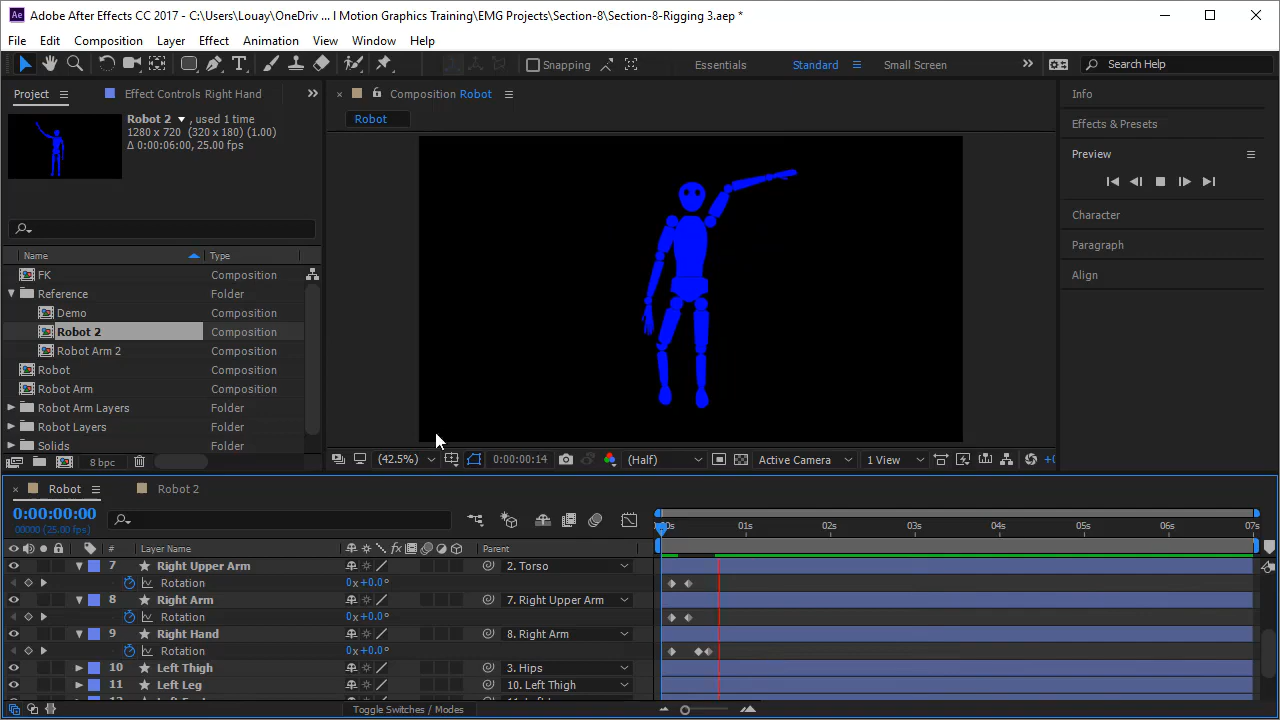 Adobe After Effects CC 2017 - C:\Users\Louay\OneDriv ... l Motion Graphics Training\EMG Projects\Section-8\Section-8-Rigging 3.aep *
File Edit Composition Layer Effect Animation View Window Help
Snapping Essentials Standard Small Screen Search Help
Project Effect Controls Right Hand
Robot 2 , used 1 time
1280 x 720 (320 x 180) (1.00)
Δ 0:00:06:00, 25.00 fps
Name Type
FK Composition
Reference Folder
Demo Composition
Robot 2 Composition
Robot Arm 2 Composition
Robot Composition
Robot Arm Composition
Robot Arm Layers Folder
Robot Layers Folder
Solids Folder
8 bpc
Composition Robot
Robot
(42.5%) 0:00:00:14 (Half) Active Camera 1 View
Info
Effects & Presets
Preview
Character
Paragraph
Align
Robot Robot 2
0:00:00:00
00000 (25.00 fps)
01s 02s 03s 04s 05s 06s 07s
# Layer Name Parent
7 Right Upper Arm 2. Torso
Rotation 0x+0.0°
8 Right Arm 7. Right Upper Arm
Rotation 0x+0.0°
9 Right Hand 8. Right Arm
Rotation 0x+0.0°
10 Left Thigh 3. Hips
11 Left Leg 10. Left Thigh
Toggle Switches / Modes